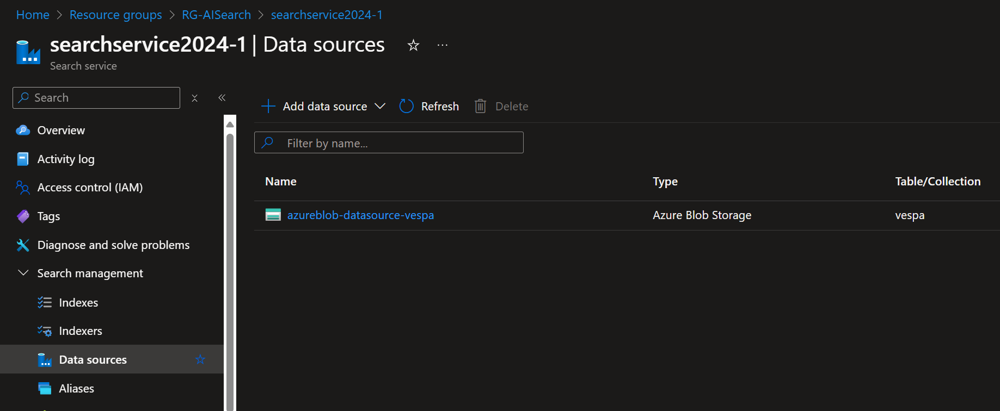 Home > Resource groups > RG-AISearch > searchservice2024-1
searchservice2024-1 | Data sources
Search service
Search
Overview
Activity log
Access control (IAM)
Tags
Diagnose and solve problems
Search management
Indexes
Indexers
Data sources
Aliases
Add data source Refresh Delete
Filter by name...
Name Type Table/Collection
azureblob-datasource-vespa Azure Blob Storage vespa